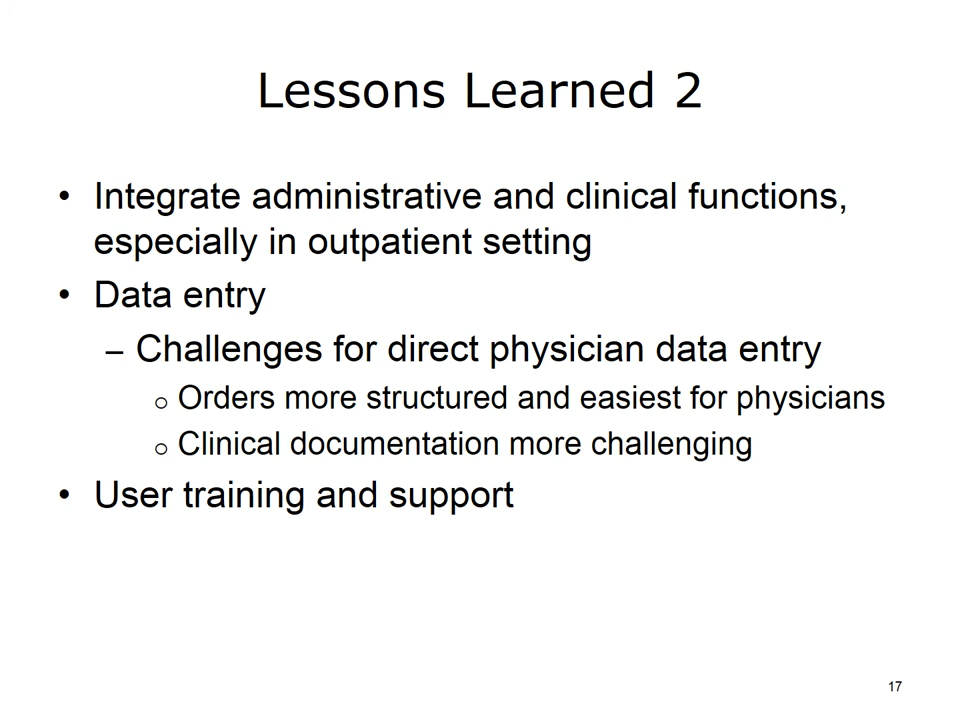 Lessons Learned 2
• Integrate administrative and clinical functions,
especially in outpatient setting
• Data entry
– Challenges for direct physician data entry
o Orders more structured and easiest for physicians
o Clinical documentation more challenging
• User training and support
17